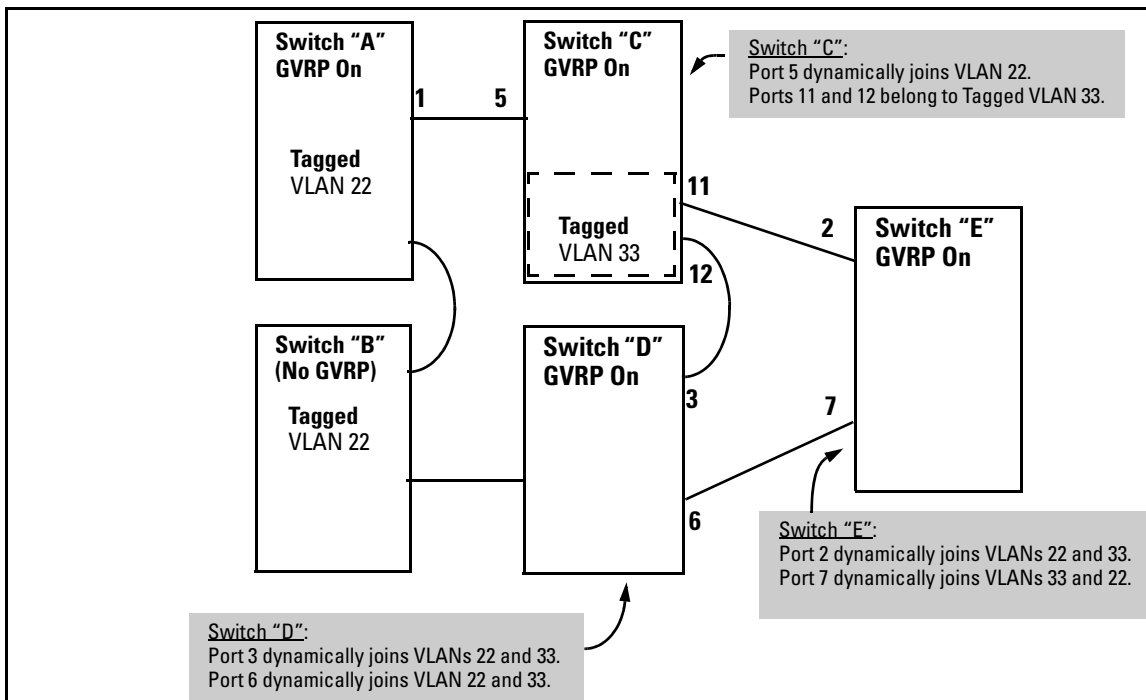 Switch “A”
GVRP On
Tagged
VLAN 22
1
5
Switch “C”
GVRP On
Tagged
VLAN 33
11
12
Switch “C”:
Port 5 dynamically joins VLAN 22.
Ports 11 and 12 belong to Tagged VLAN 33.
2
Switch “E”
GVRP On
Switch “B”
(No GVRP)
Tagged
VLAN 22
Switch “D”
GVRP On
3
6
7
Switch “E”:
Port 2 dynamically joins VLANs 22 and 33.
Port 7 dynamically joins VLANs 33 and 22.
Switch “D”:
Port 3 dynamically joins VLANs 22 and 33.
Port 6 dynamically joins VLAN 22 and 33.